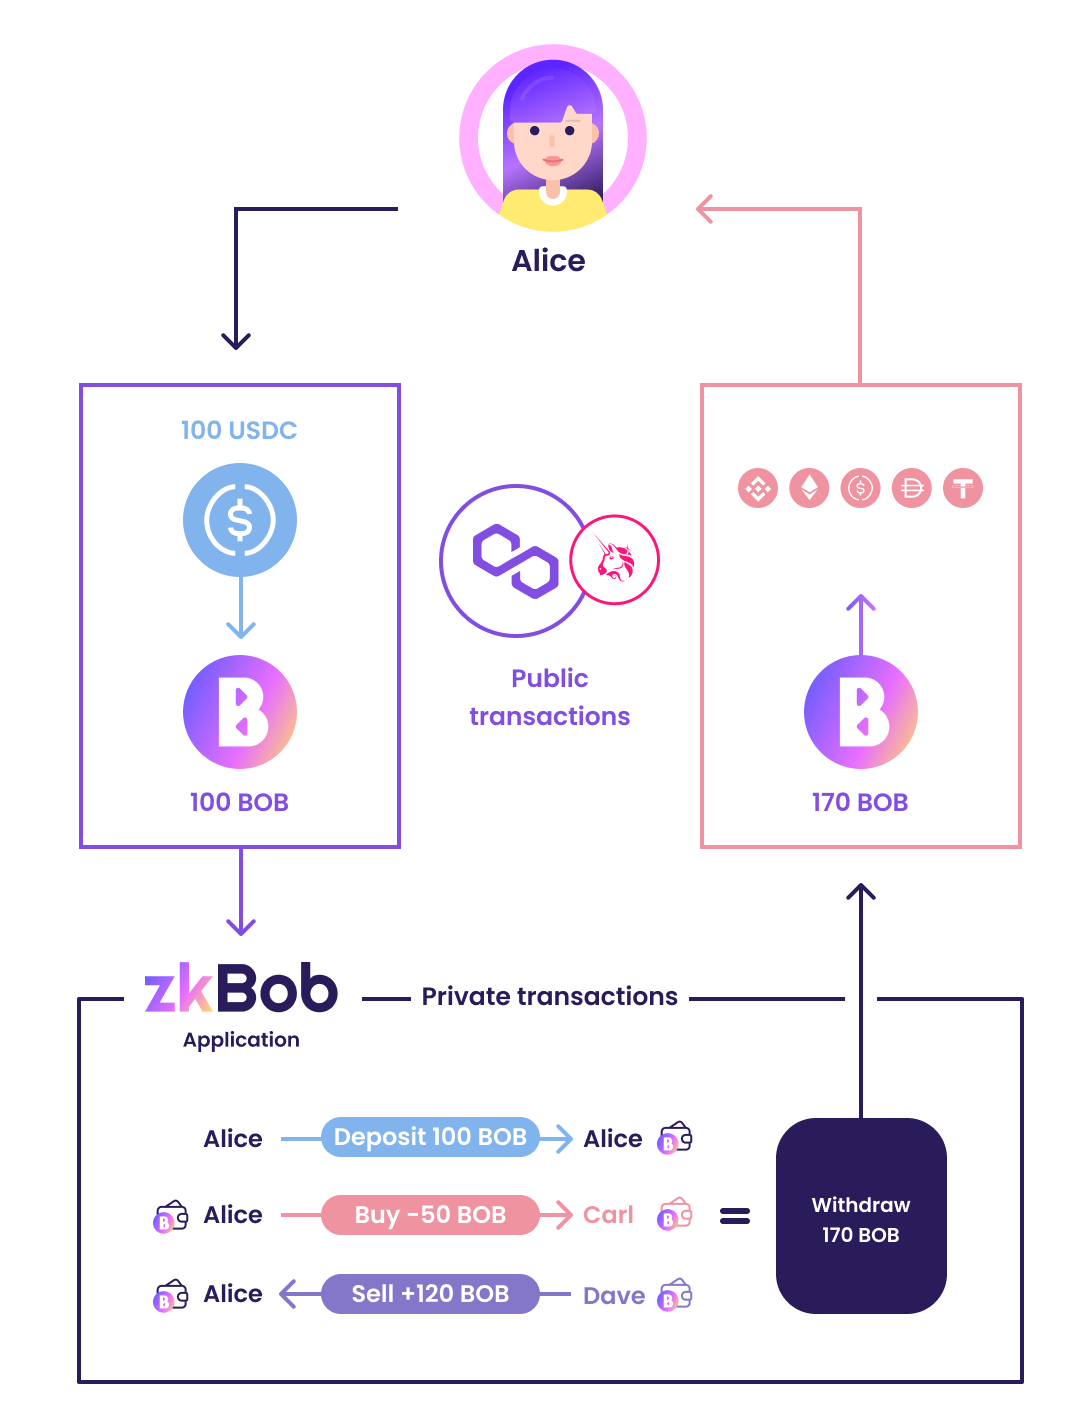 Alice
100 USDC
100 BOB
Public
transactions
170 BOB
zkBob
Application
Private transactions
Alice Deposit 100 BOB Alice
Alice Buy -50 BOB Carl
Alice Sell +120 BOB Dave
=
Withdraw
170 BOB